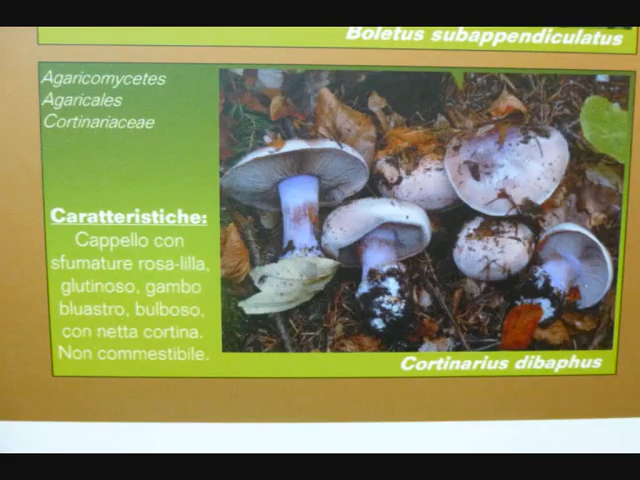 Boletus subappendiculatus
Agaricomycetes
Agaricales
Cortinariaceae
Caratteristiche:
Cappello con
sfumature rosa-lilla,
glutinoso, gambo
bluastro, bulboso,
con netta cortina.
Non commestibile.
Cortinarius dibaphus